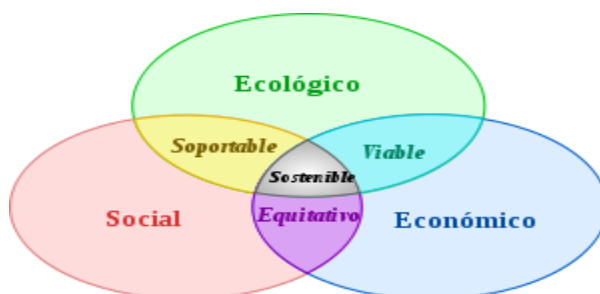 Ecológico
Soportable
Viable
Sostenible
Social
Equitativo
Económico